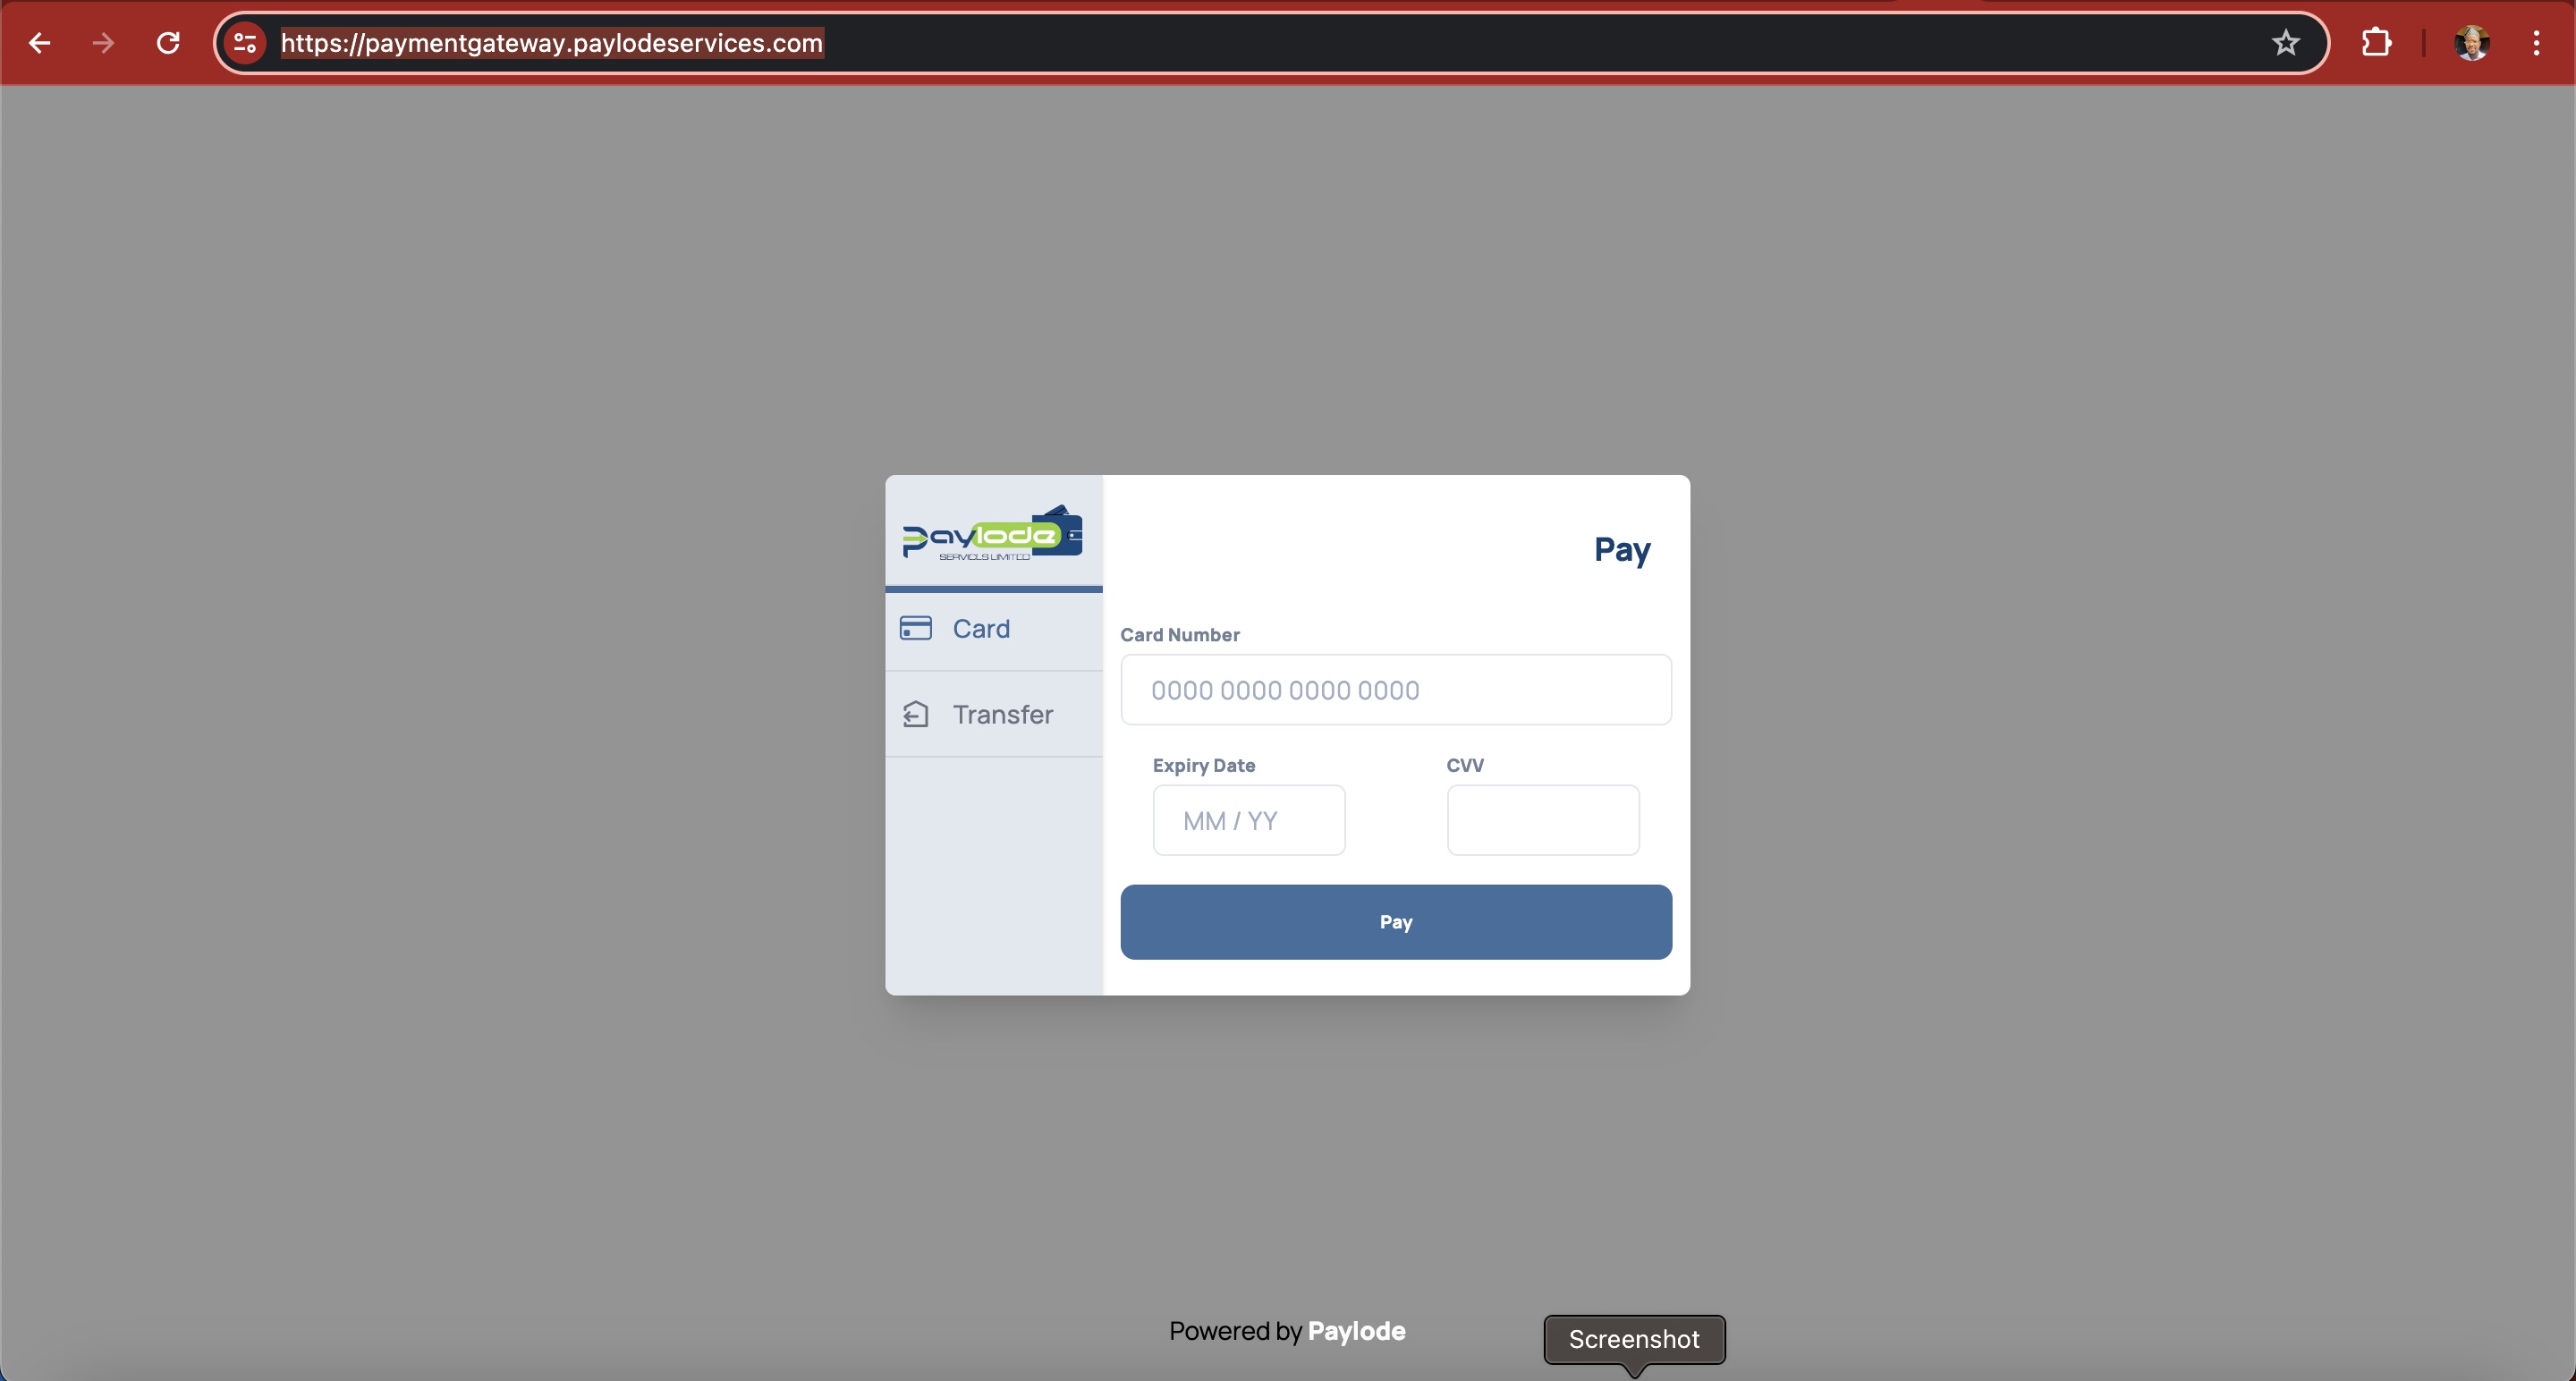 https://paymentgateway.paylodeservices.com
Paylode
SERVICES LIMITED
Pay
Card
Transfer
Card Number
0000 0000 0000 0000
Expiry Date
CVV
MM / YY
Pay
Powered by Paylode
Screenshot